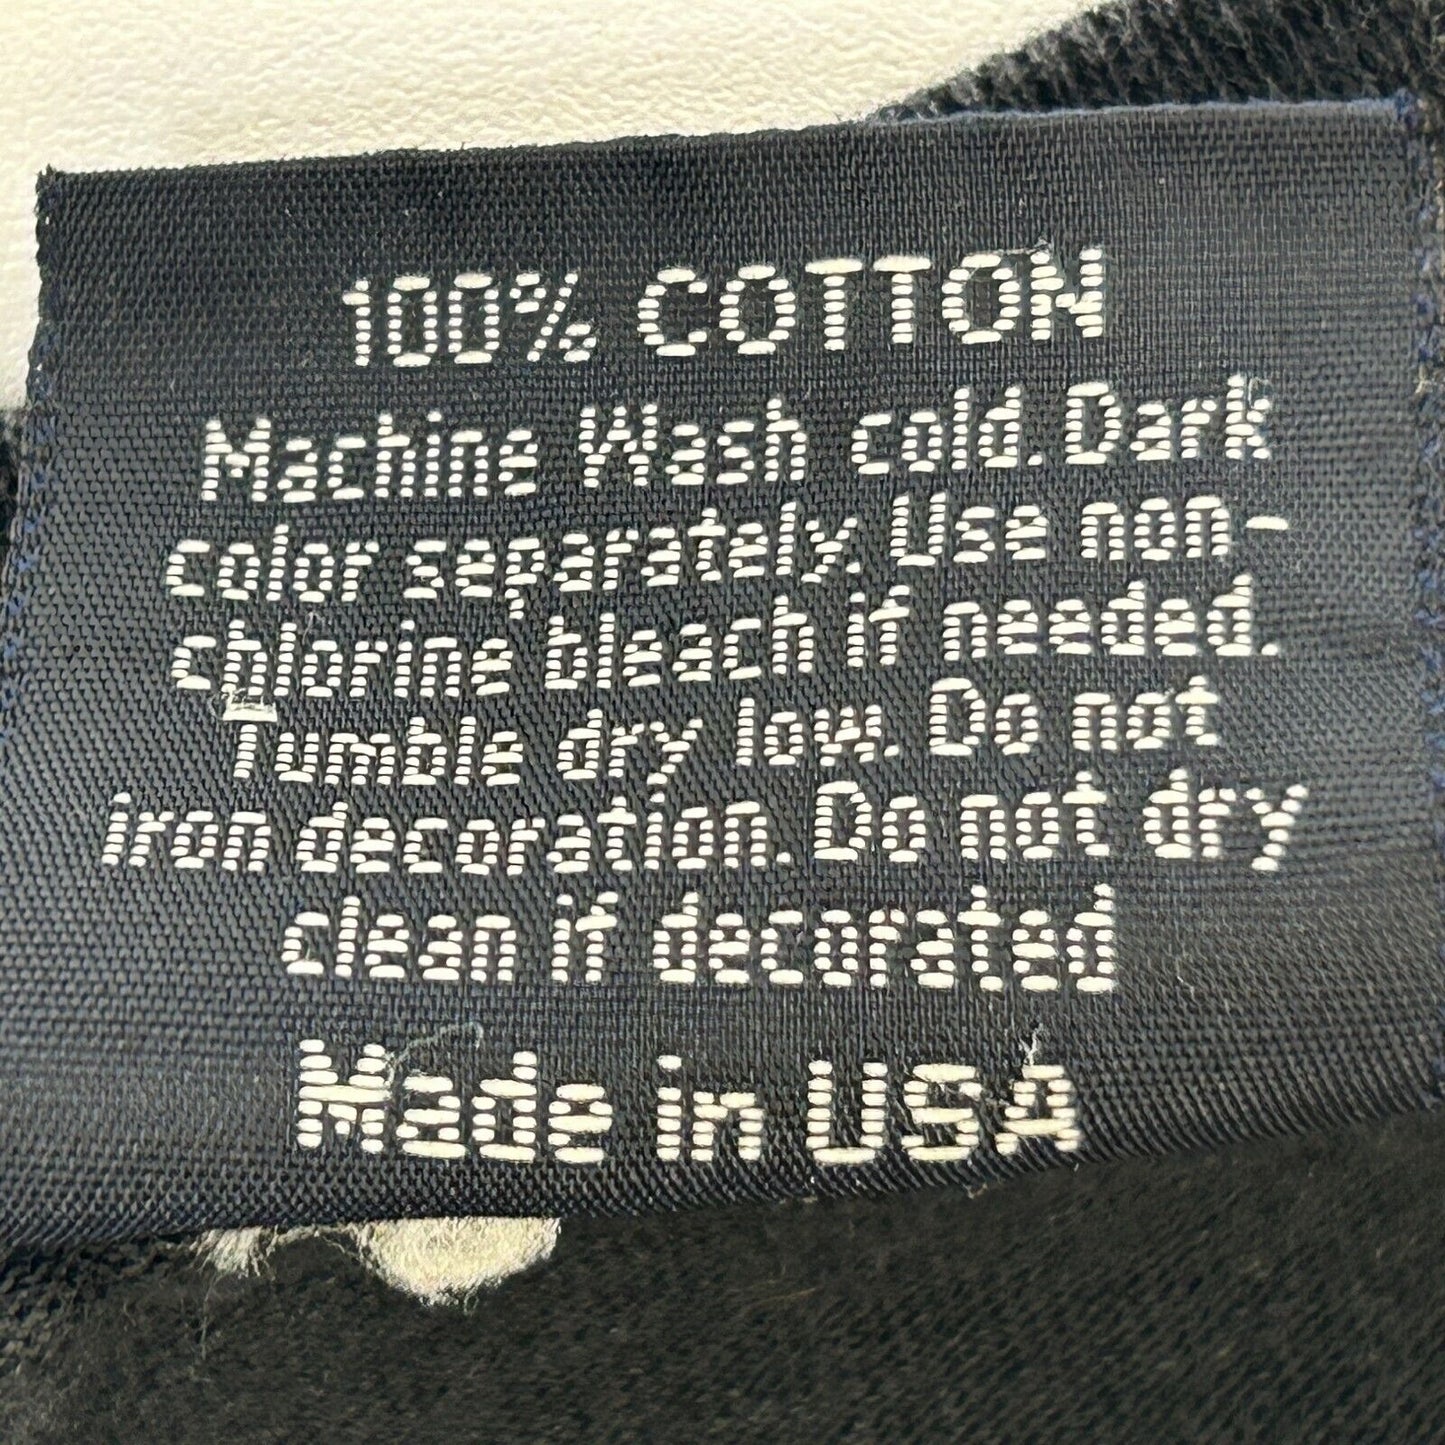 100% COTTON
Machine Wash cold. Dark
color separately. Use non-
chlorine bleach if needed.
Tumble dry low. Do not
iron decoration. Do not dry
clean if decorated
Made in USA